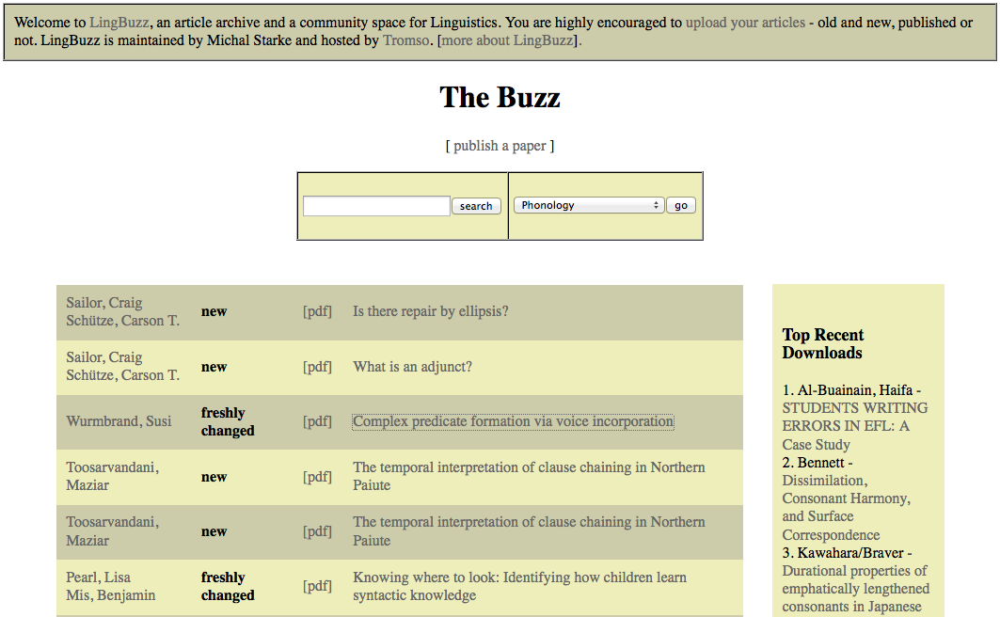 Welcome to LingBuzz, an article archive and a community space for Linguistics. You are highly encouraged to upload your articles - old and new, published or
not. LingBuzz is maintained by Michal Starke and hosted by Tromso. [more about LingBuzz].
The Buzz
[ publish a paper ]
search
Phonology
go
Sailor, Craig
Schütze, Carson T.
new
[pdf]
Is there repair by ellipsis?
Sailor, Craig
Schütze, Carson T.
new
[pdf]
What is an adjunct?
Wurmbrand, Susi
freshly
changed
[pdf]
Complex predicate formation via voice incorporation
Toosarvandani,
Maziar
new
[pdf]
The temporal interpretation of clause chaining in Northern
Paiute
Toosarvandani,
Maziar
new
[pdf]
The temporal interpretation of clause chaining in Northern
Paiute
Pearl, Lisa
Mis, Benjamin
freshly
changed
[pdf]
Knowing where to look: Identifying how children learn
syntactic knowledge
Top Recent
Downloads
1. Al-Buainain, Haifa -
STUDENTS WRITING
ERRORS IN EFL: A
Case Study
2. Bennett -
Dissimilation,
Consonant Harmony,
and Surface
Correspondence
3. Kawahara/Braver -
Durational properties of
emphatically lengthened
consonants in Japanese